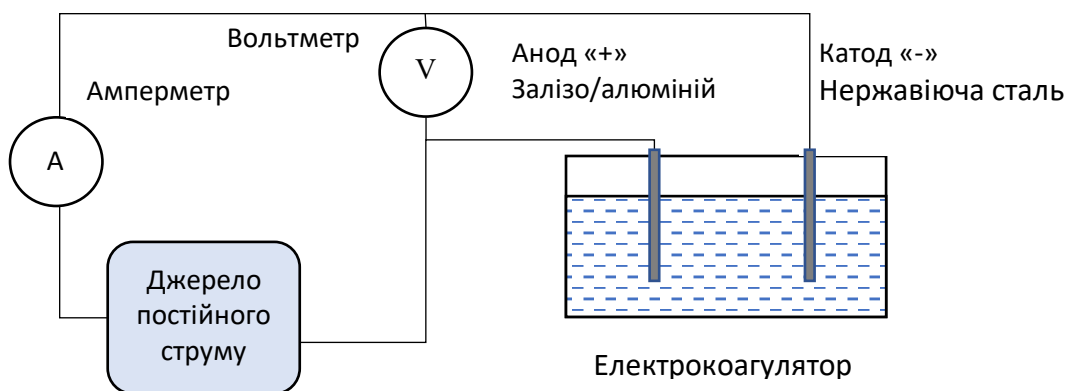 Вольтметр
V
Анод «+»
Залізо/алюміній
Катод «-»
Нержавіюча сталь
Амперметр
A
Джерело
постійного
струму
Електрокоагулятор